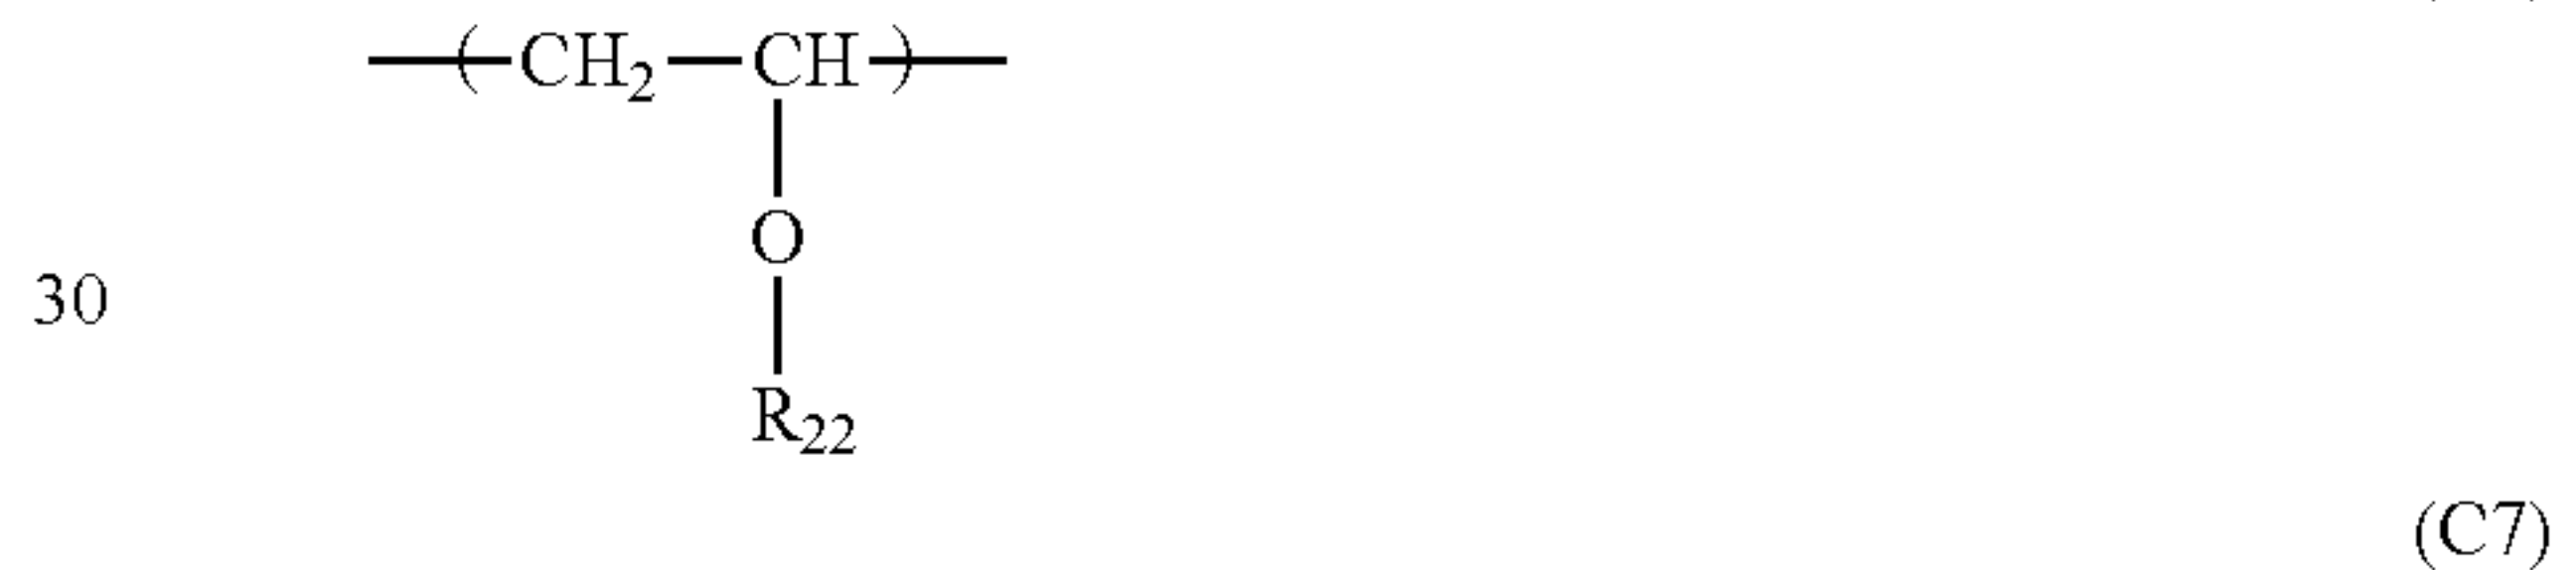 —(CH₂—CH)—
O
30
R₂₂
(C7)